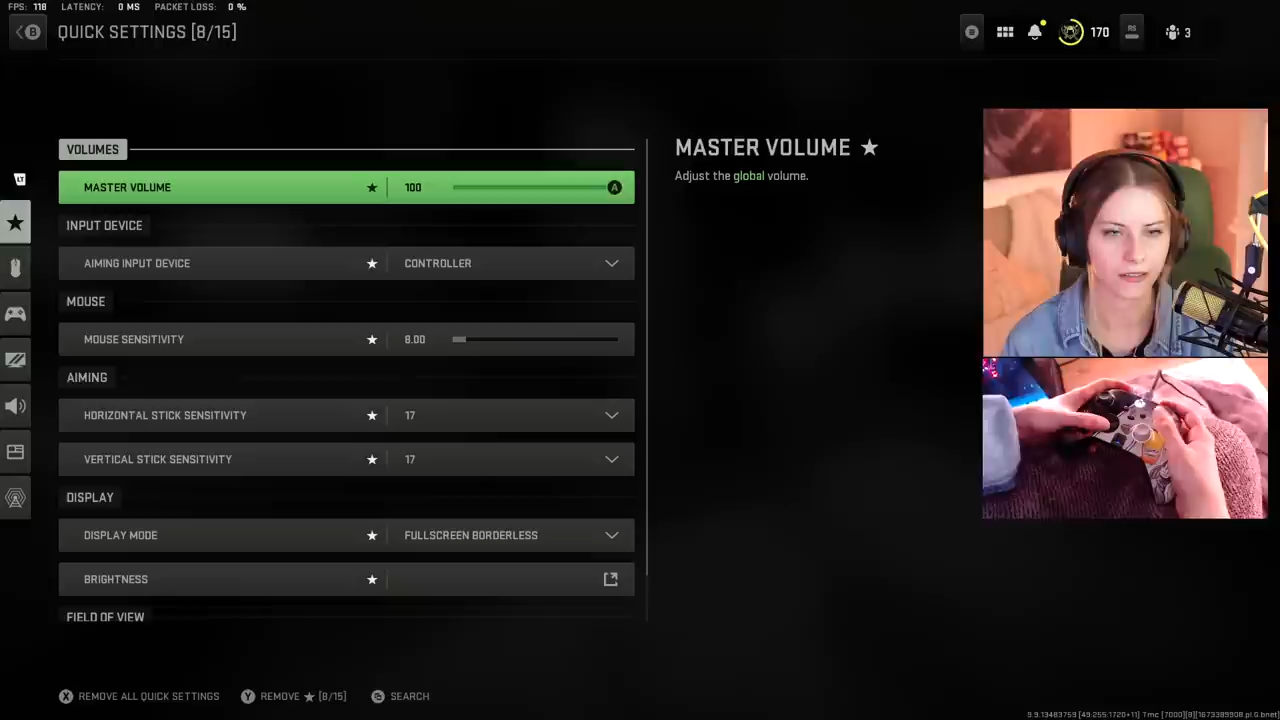 FPS: 118 LATENCY: 0 MS PACKET LOSS: 0 %
B QUICK SETTINGS [8/15] 170 RS 3
VOLUMES
MASTER VOLUME ★
LT
MASTER VOLUME ★ 100 A
Adjust the global volume.
INPUT DEVICE
AIMING INPUT DEVICE ★ CONTROLLER
MOUSE
MOUSE SENSITIVITY ★ 8.00
AIMING
HORIZONTAL STICK SENSITIVITY ★ 17
VERTICAL STICK SENSITIVITY ★ 17
DISPLAY
DISPLAY MODE ★ FULLSCREEN BORDERLESS
BRIGHTNESS ★
FIELD OF VIEW
X REMOVE ALL QUICK SETTINGS Y REMOVE ★ [8/15] SEARCH